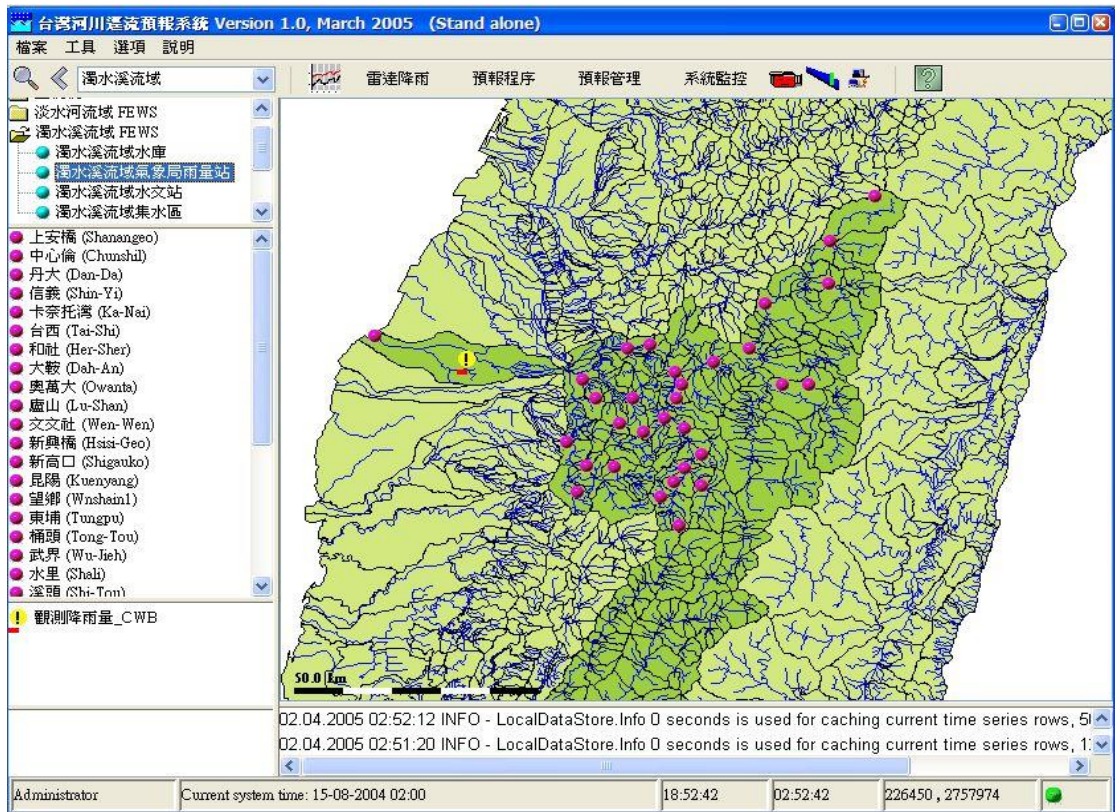 台灣河川逕流預報系統 Version 1.0, March 2005 (Stand alone)
檔案 工具 選項 說明
濁水溪流域 雷達降雨 預報程序 預報管理 系統監控
淡水河流域 FEWS
濁水溪流域 FEWS
濁水溪流域水庫
濁水溪流域氣象局雨量站
濁水溪流域水文站
濁水溪流域集水區
上安橋 (Shanangeo)
中心倫 (Chunshil)
丹大 (Dan-Da)
信義 (Shin-Yi)
卡奈托灣 (Ka-Nai)
台西 (Tai-Shi)
和社 (Her-Sher)
大鞍 (Dah-An)
奧萬大 (Owanta)
廬山 (Lu-Shan)
文文社 (Wen-Wen)
新興橋 (Hsisi-Geo)
新高口 (Shigauko)
昆陽 (Kuenyang)
望鄉 (Wnshain1)
東埔 (Tungpu)
桶頭 (Tong-Tou)
武界 (Wu-Jieh)
水里 (Shali)
溪頭 (Shi-Tou)
觀測降雨量_CWB
50.0 Km
02.04.2005 02:52:12 INFO - LocalDataStore.Info 0 seconds is used for caching current time series rows, 5
02.04.2005 02:51:20 INFO - LocalDataStore.Info 0 seconds is used for caching current time series rows, 1
Administrator Current system time: 15-08-2004 02:00 18:52:42 02:52:42 226450 , 2757974